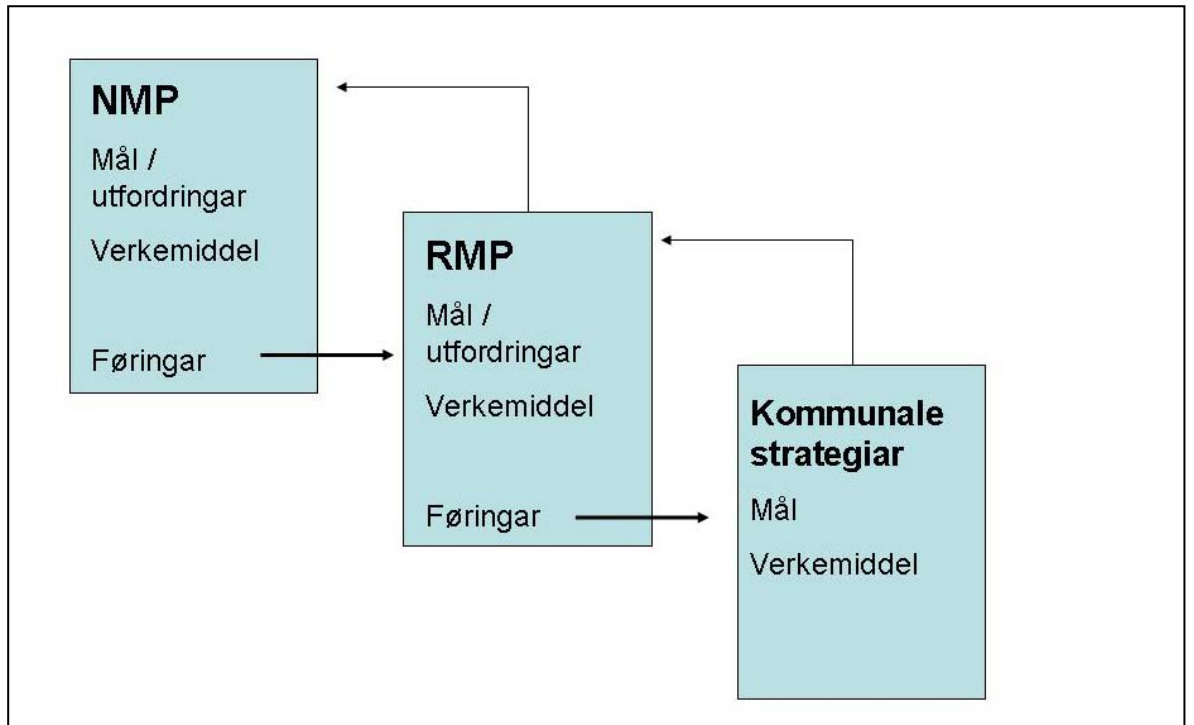 NMP
Mål /
utfordringar
Verkemiddel
Føringar
RMP
Mål /
utfordringar
Verkemiddel
Føringar
Kommunale
strategiar
Mål
Verkemiddel